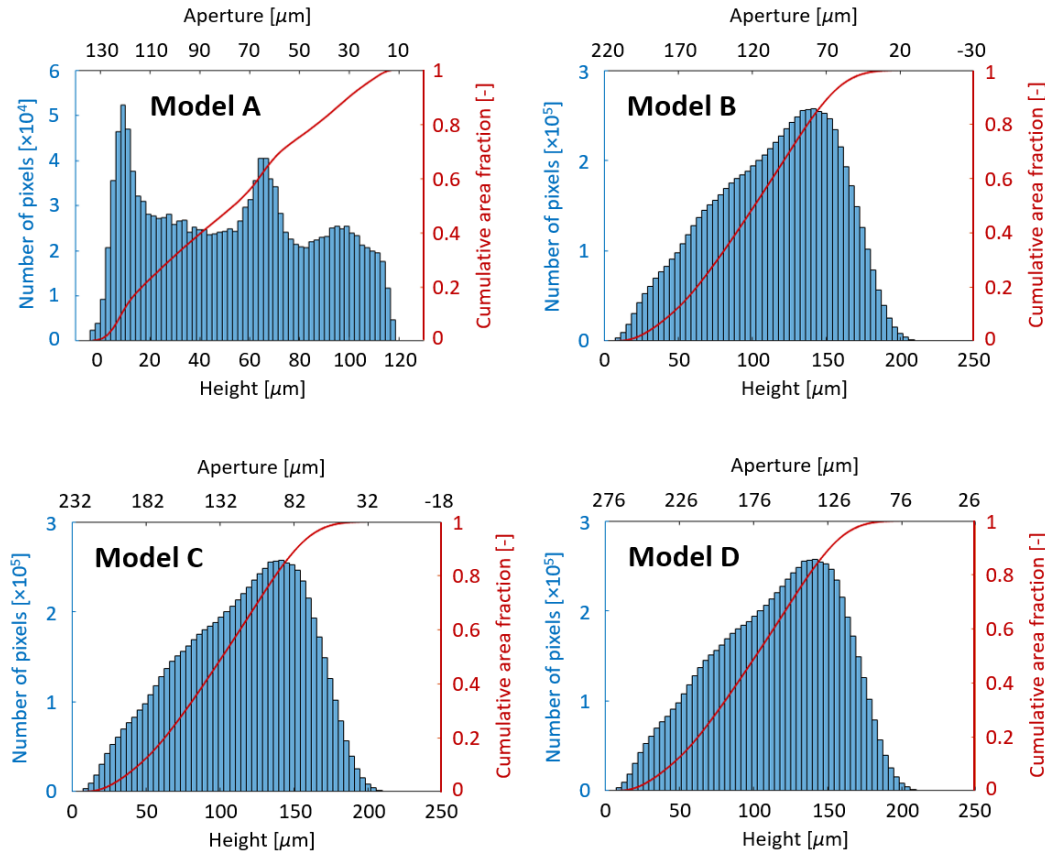 Aperture [μm]
130 110 90 70 50 30 10
Model A
Number of pixels [×10⁴]
6
5
4
3
2
1
0
Cumulative area fraction [-]
1
0.8
0.6
0.4
0.2
0
0 20 40 60 80 100 120
Height [μm]
Aperture [μm]
220 170 120 70 20 -30
Model B
Number of pixels [×10⁵]
3
2
1
0
Cumulative area fraction [-]
1
0.8
0.6
0.4
0.2
0
0 50 100 150 200 250
Height [μm]
Aperture [μm]
232 182 132 82 32 -18
Model C
Number of pixels [×10⁵]
3
2
1
0
Cumulative area fraction [-]
1
0.8
0.6
0.4
0.2
0
0 50 100 150 200 250
Height [μm]
Aperture [μm]
276 226 176 126 76 26
Model D
Number of pixels [×10⁵]
3
2
1
0
Cumulative area fraction [-]
1
0.8
0.6
0.4
0.2
0
0 50 100 150 200 250
Height [μm]